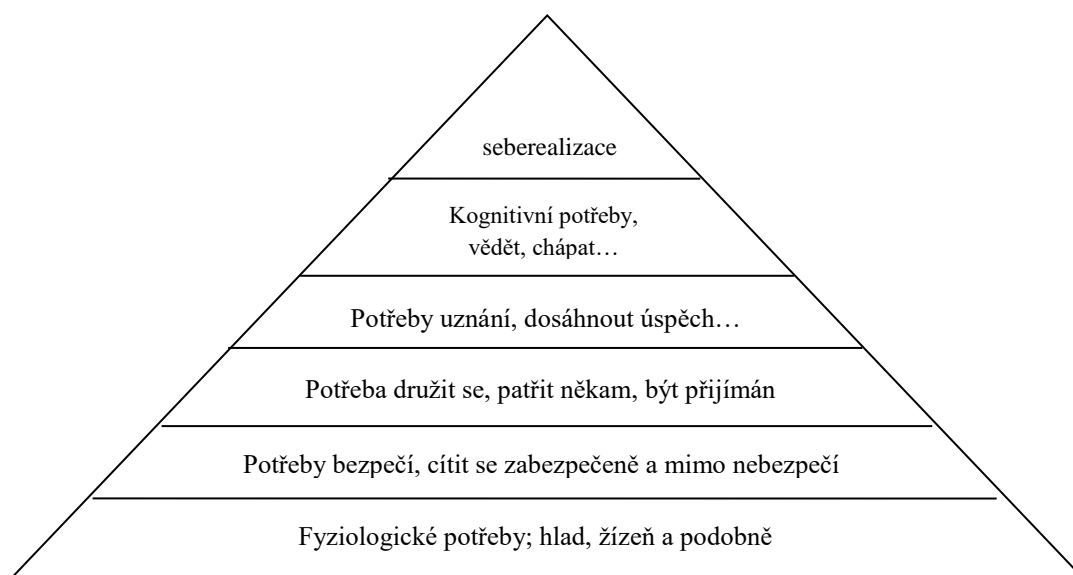 seberealizace
Kognitivní potřeby,
vědět, chápat…
Potřeby uznání, dosáhnout úspěch…
Potřeba družit se, patřit někam, být přijímán
Potřeby bezpečí, cítit se zabezpečeně a mimo nebezpečí
Fyziologické potřeby; hlad, žízeň a podobně